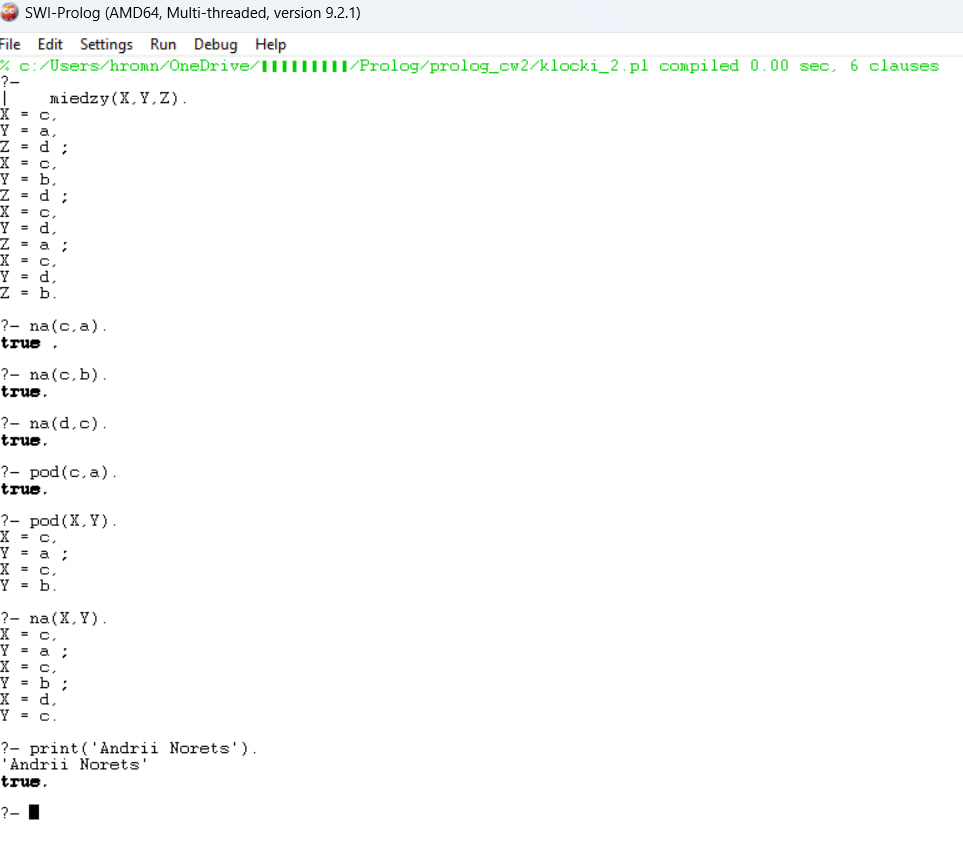 SWI-Prolog (AMD64, Multi-threaded, version 9.2.1)
File Edit Settings Run Debug Help
% c:/Users/hromn/OneDrive/▯▯▯▯▯▯▯▯▯/Prolog/prolog_cw2/klocki_2.pl compiled 0.00 sec, 6 clauses
?-
| miedzy(X,Y,Z).
X = c,
Y = a,
Z = d ;
X = c,
Y = b,
Z = d ;
X = c,
Y = d,
Z = a ;
X = c,
Y = d,
Z = b.
?- na(c,a).
true .
?- na(c,b).
true.
?- na(d,c).
true.
?- pod(c,a).
true.
?- pod(X,Y).
X = c,
Y = a ;
X = c,
Y = b.
?- na(X,Y).
X = c,
Y = a ;
X = c,
Y = b ;
X = d,
Y = c.
?- print('Andrii Norets').
'Andrii Norets'
true.
?-